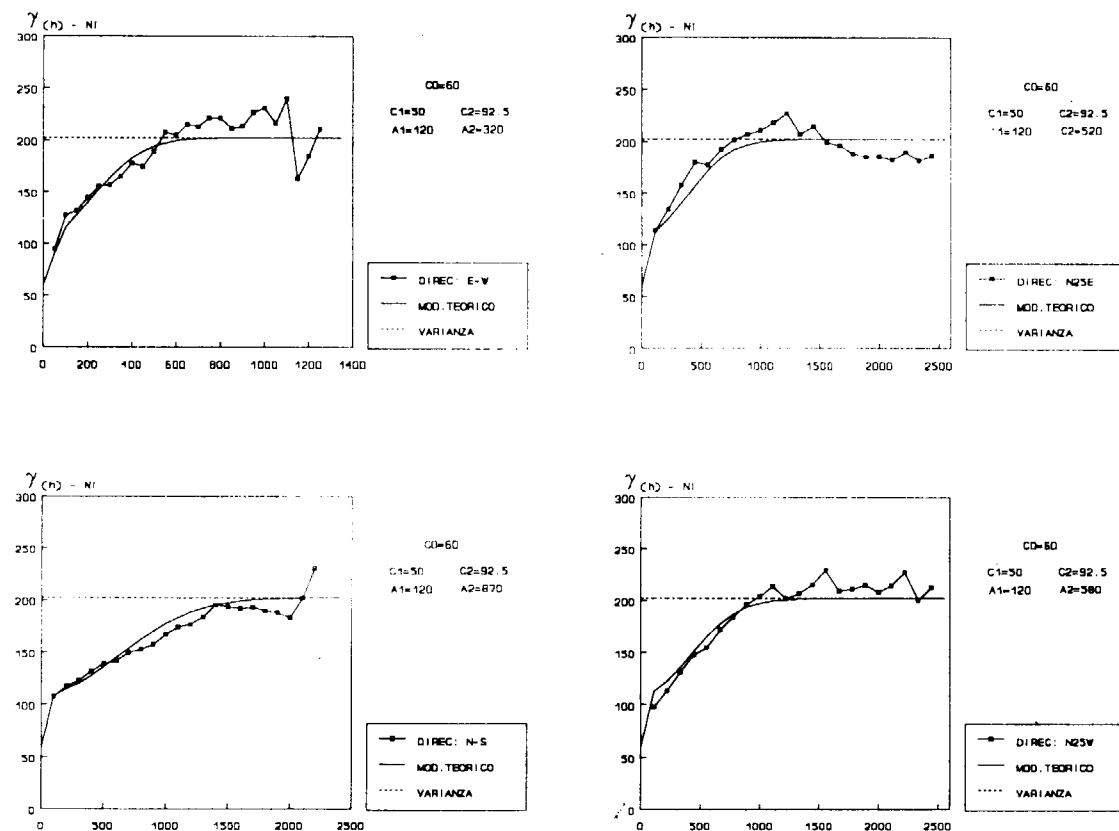 γ(h) - NI
300
250
200
150
100
50
0
0 200 400 600 800 1000 1200 1400
C0=60
C1=50 C2=92.5
A1=120 A2=320
DIREC: E-W
MOD.TEORICO
VARIANZA
γ(h) - NI
300
250
200
150
100
50
0
0 500 1000 1500 2000 2500
C0=60
C1=50 C2=92.5
A1=120 A2=520
DIREC: N25E
MOD.TEORICO
VARIANZA
γ(h) - NI
300
250
200
150
100
50
0
0 500 1000 1500 2000 2500
C0=60
C1=50 C2=92.5
A1=120 A2=870
DIREC: N-S
MOD.TEORICO
VARIANZA
γ(h) - NI
300
250
200
150
100
50
0
0 500 1000 1500 2000 2500
C0=60
C1=50 C2=92.5
A1=120 A2=580
DIREC: N25W
MOD.TEORICO
VARIANZA